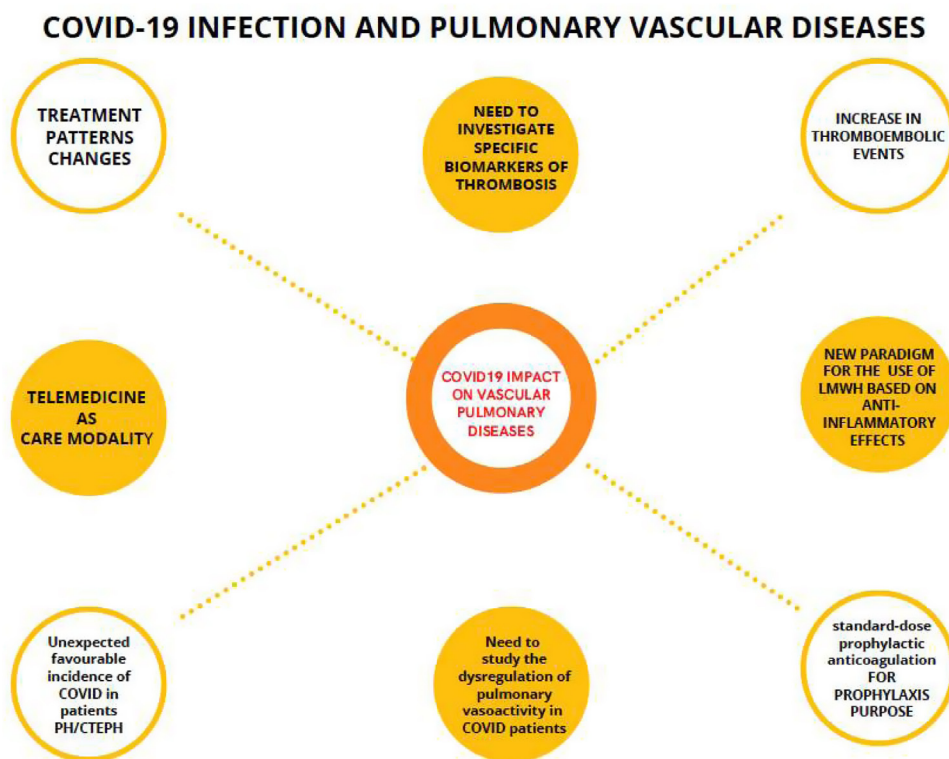 COVID-19 INFECTION AND PULMONARY VASCULAR DISEASES
TREATMENT
PATTERNS
CHANGES
NEED TO
INVESTIGATE
SPECIFIC
BIOMARKERS OF
THROMBOSIS
INCREASE IN
THROMBOEMBOLIC
EVENTS
TELEMEDICINE
AS
CARE MODALITY
COVID19 IMPACT
ON VASCULAR
PULMONARY
DISEASES
NEW PARADIGM
FOR THE USE OF
LMWH BASED ON
ANTI-
INFLAMMATORY
EFFECTS
Unexpected
favourable
incidence of
COVID in
patients
PH/CTEPH
Need to
study the
dysregulation of
pulmonary
vasoactivity in
COVID patients
standard-dose
prophylactic
anticoagulation
FOR
PROPHYLAXIS
PURPOSE